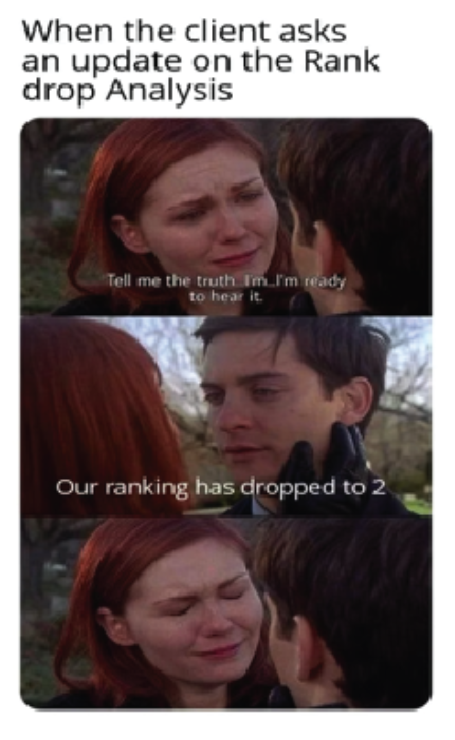 When the client asks
an update on the Rank
drop Analysis
Tell me the truth. I'm...I'm ready
to hear it.
Our ranking has dropped to 2